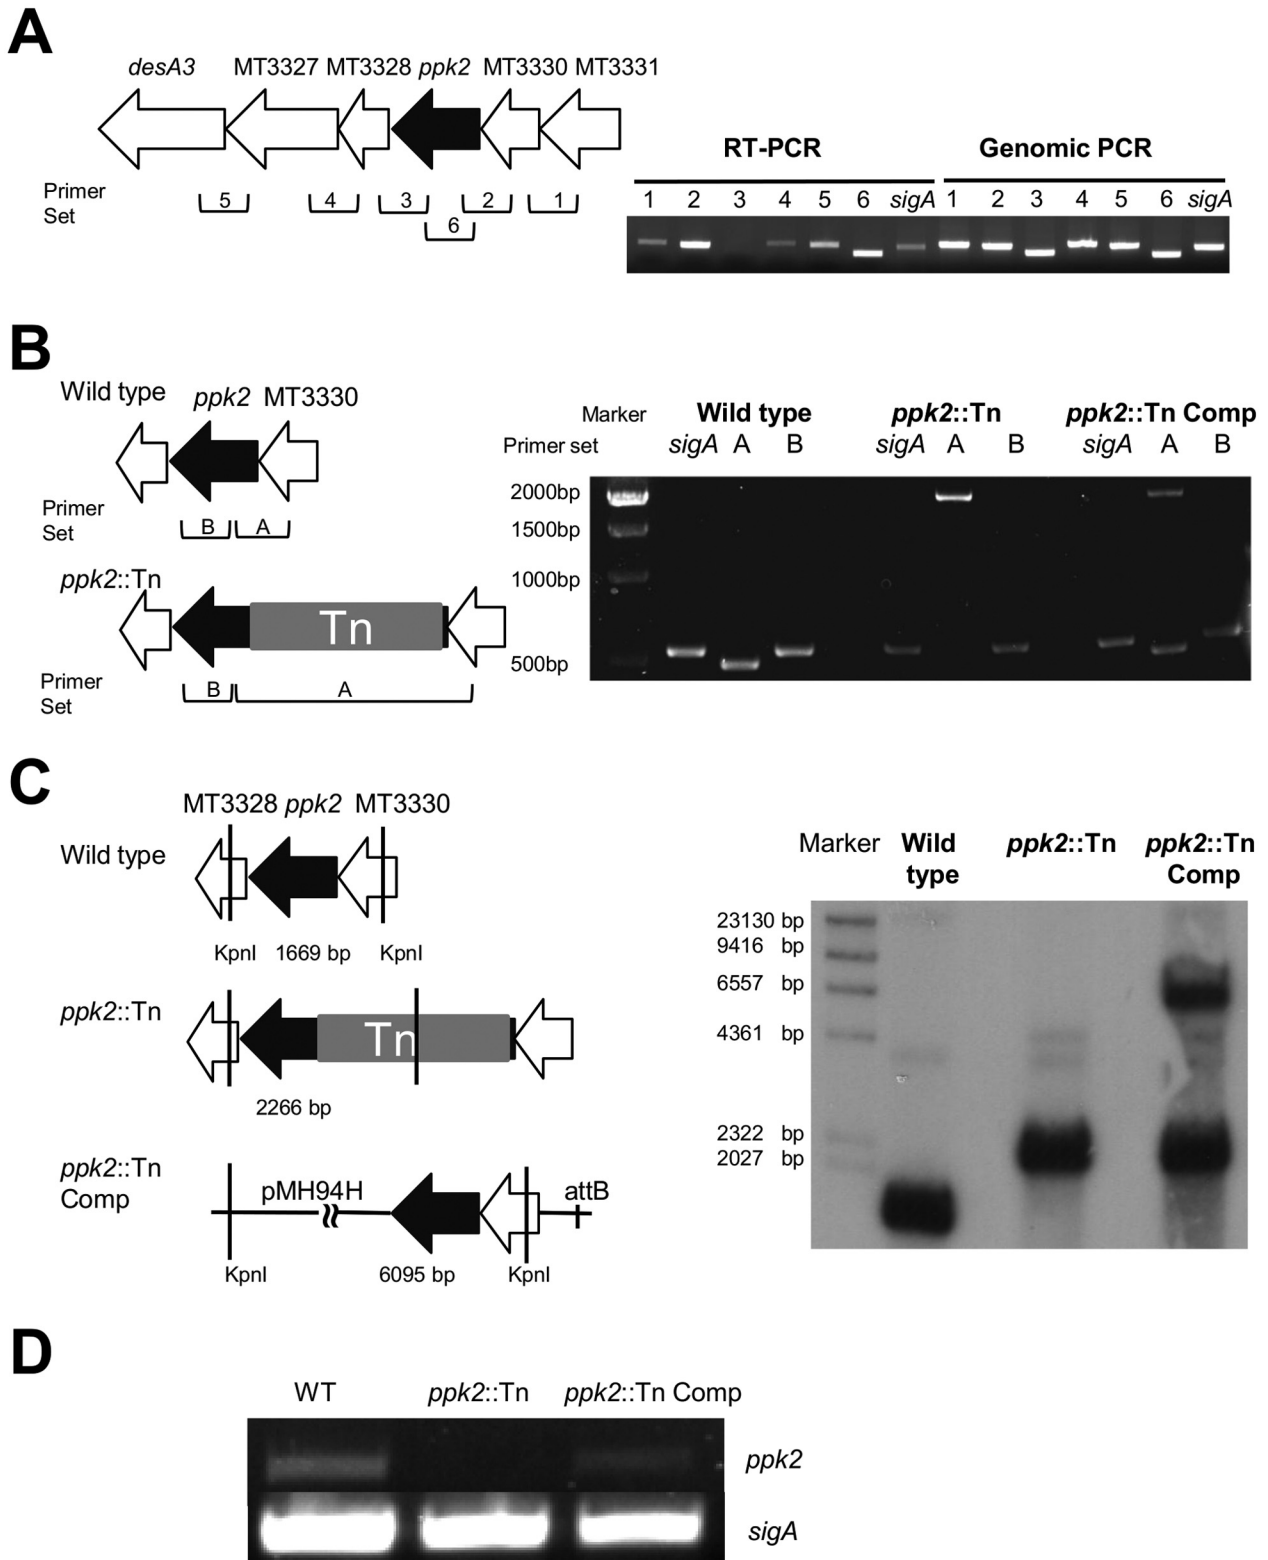 A
desA3 MT3327 MT3328 ppk2 MT3330 MT3331
Primer
Set
5 4 3 2 1
6
RT-PCR Genomic PCR
1 2 3 4 5 6 sigA 1 2 3 4 5 6 sigA
B
Wild type
ppk2 MT3330
Primer
Set
B A
ppk2::Tn
Tn
Primer
Set
B A
Marker Wild type ppk2::Tn ppk2::Tn Comp
Primer set sigA A B sigA A B sigA A B
2000bp
1500bp
1000bp
500bp
C
MT3328 ppk2 MT3330
Wild type
KpnI 1669 bp KpnI
ppk2::Tn
Tn
2266 bp
ppk2::Tn
Comp
pMH94H attB
KpnI 6095 bp KpnI
Marker Wild type ppk2::Tn ppk2::Tn Comp
23130 bp
9416 bp
6557 bp
4361 bp
2322 bp
2027 bp
D
WT ppk2::Tn ppk2::Tn Comp
ppk2
sigA